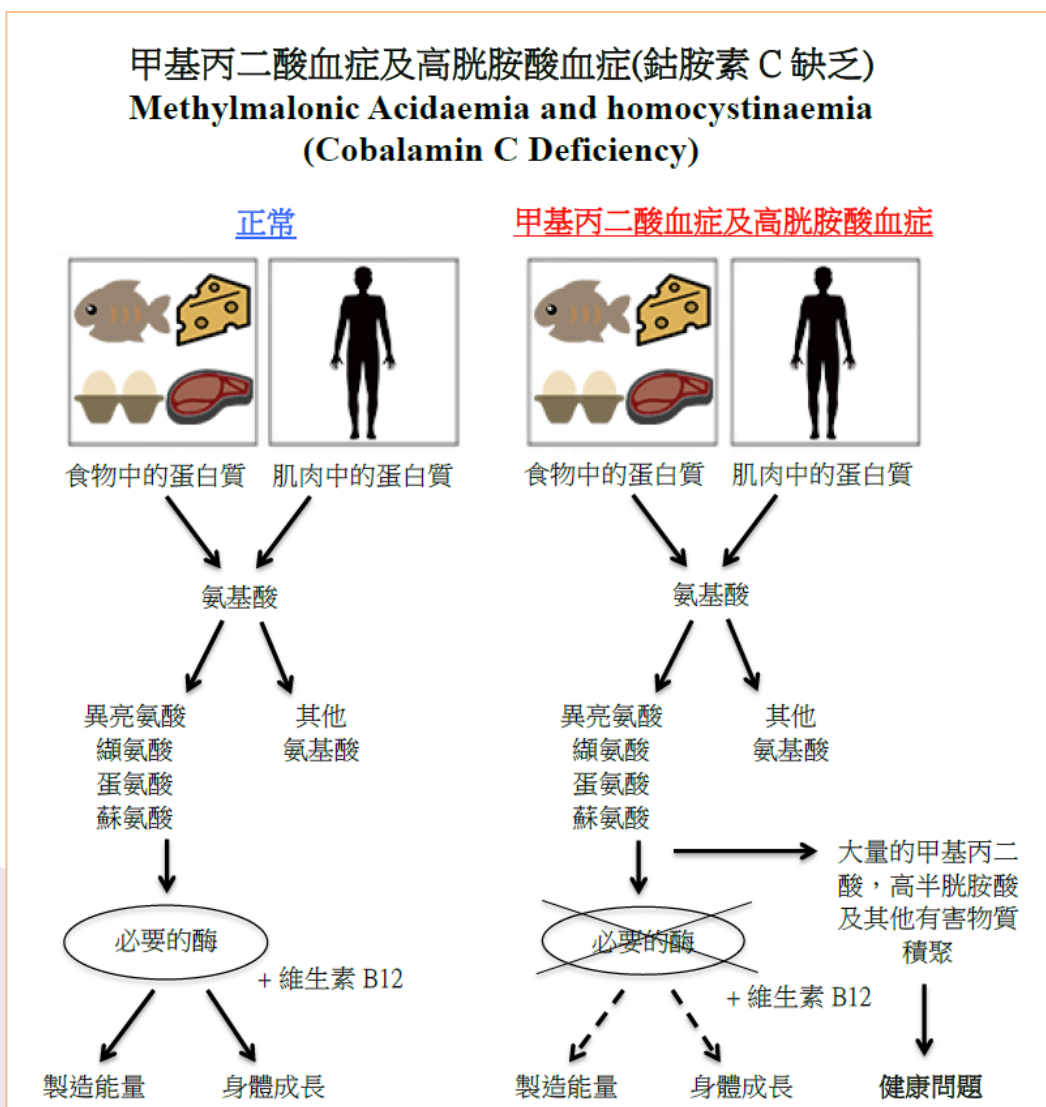 甲基丙二酸血症及高胱胺酸血症(鈷胺素 C 缺乏)
Methylmalonic Acidaemia and homocystinaemia
(Cobalamin C Deficiency)
正常
食物中的蛋白質
肌肉中的蛋白質
氨基酸
異亮氨酸
纈氨酸
蛋氨酸
蘇氨酸
其他
氨基酸
必要的酶
+ 維生素 B12
製造能量
身體成長
甲基丙二酸血症及高胱胺酸血症
食物中的蛋白質
肌肉中的蛋白質
氨基酸
異亮氨酸
纈氨酸
蛋氨酸
蘇氨酸
其他
氨基酸
大量的甲基丙二
酸，高半胱胺酸
及其他有害物質
積聚
必要的酶
+ 維生素 B12
製造能量
身體成長
健康問題